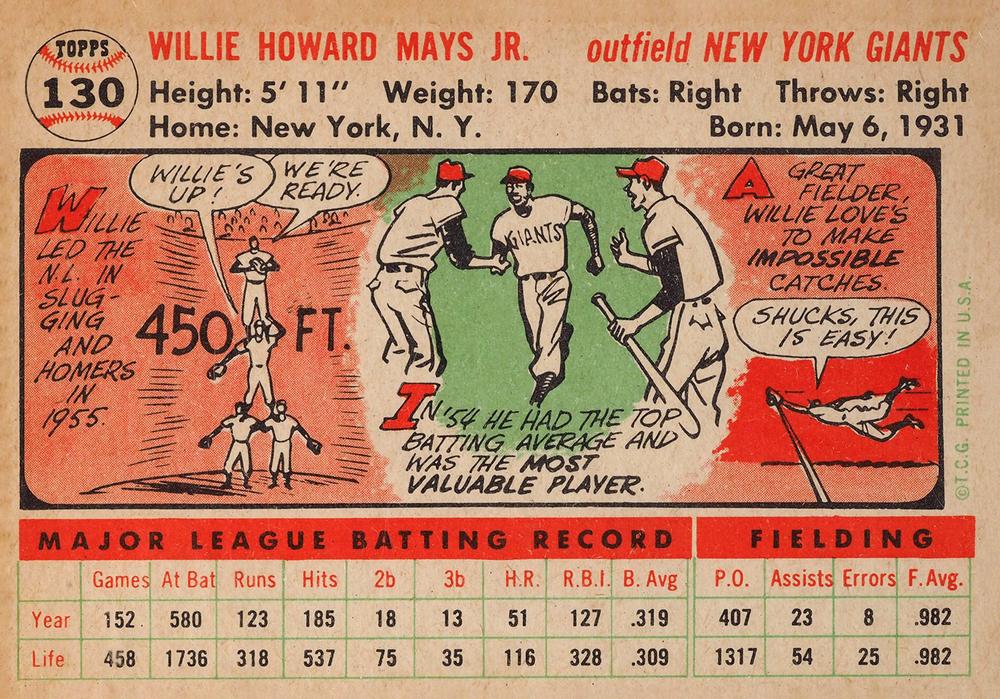 TOPPS
130
WILLIE HOWARD MAYS JR. outfield NEW YORK GIANTS
Height: 5' 11" Weight: 170 Bats: Right Throws: Right
Home: New York, N. Y. Born: May 6, 1931
WILLIE
LED THE
N.L. IN
SLUG-
GING
AND
HOMERS
IN
1955.
WILLIE'S
UP!
WE'RE
READY.
450 FT.
GIANTS
IN '54 HE HAD THE TOP
BATTING AVERAGE AND
WAS THE MOST
VALUABLE PLAYER.
A GREAT
FIELDER,
WILLIE LOVE'S
TO MAKE
IMPOSSIBLE
CATCHES.
SHUCKS, THIS
IS EASY!
©T.C.G. PRINTED IN U.S.A.
MAJOR LEAGUE BATTING RECORD FIELDING
Games At Bat Runs Hits 2b 3b H.R. R.B.I. B. Avg P.O. Assists Errors F. Avg.
Year 152 580 123 185 18 13 51 127 .319 407 23 8 .982
Life 458 1736 318 537 75 35 116 328 .309 1317 54 25 .982